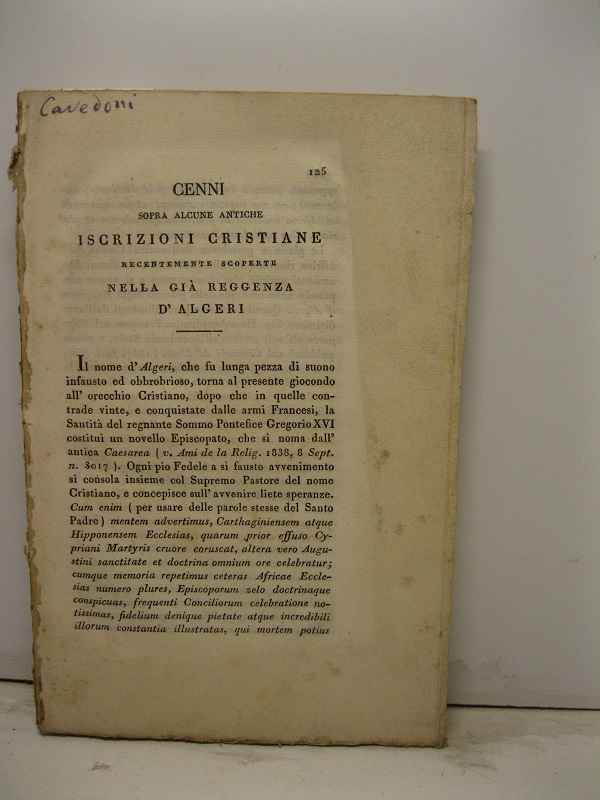 Cavedoni
125
CENNI
SOPRA ALCUNE ANTICHE
ISCRIZIONI CRISTIANE
RECENTEMENTE SCOPERTE
NELLA GIÀ REGGENZA
D' ALGERI
Il nome d' Algeri, che fu lunga pezza di suono
infausto ed obbrobrioso, torna al presente giocondo
all' orecchio Cristiano, dopo che in quelle con-
trade vinte, e conquistate dalle armi Francesi, la
Santità del regnante Sommo Pontefice Gregorio XVI
costituì un novello Episcopato, che si noma dall'
antica Caesarea ( v. Ami de la Relig. 1838, 8 Sept.
n. 3017 ). Ogni pio Fedele a sì fausto avvenimento
si consola insieme col Supremo Pastore del nome
Cristiano, e concepisce sull' avvenire liete speranze.
Cum enim ( per usare delle parole stesse del Santo
Padre ) mentem advertimus, Carthaginiensem atque
Hipponensem Ecclesias, quarum prior effuso Cy-
priani Martyris cruore coruscat, altera vero Augu-
stini sanctitate et doctrina omnium ore celebratur;
cumque memoria repetimus ceteras Africae Eccle-
sias numero plures, Episcoporum zelo doctrinaque
conspicuas, frequenti Conciliorum celebratione no-
tissimas, fidelium denique pietate atque incredibili
illorum constantia illustratas, qui mortem potius